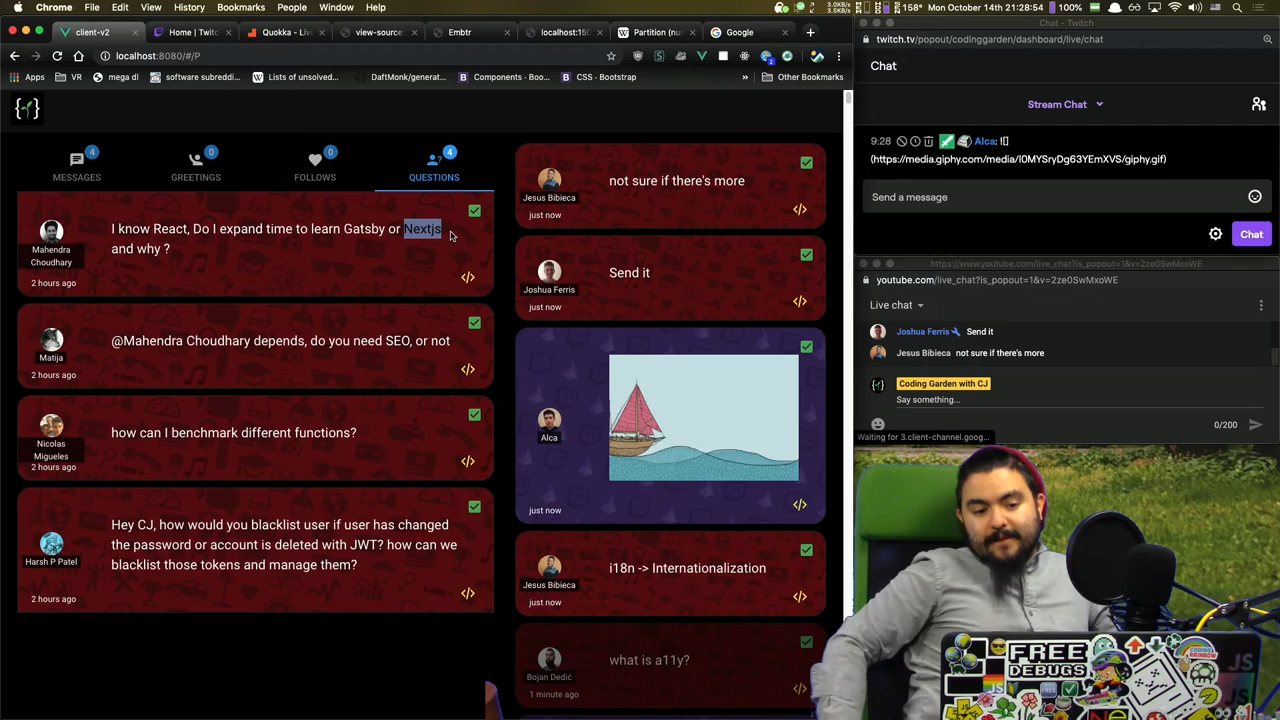 Chrome File Edit View History Bookmarks People Window Help
158° Mon October 14th 21:28:54 100%
client-v2
Home | Twitc
Quokka - Live
view-source:
Embtr
localhost:150
Partition (num
Google
localhost:8080/#/P
Apps VR mega dl software subreddi... Lists of unsolved... DaftMonk/generat... Components · Boo... CSS · Bootstrap » Other Bookmarks
4 0 0 4
MESSAGES GREETINGS FOLLOWS QUESTIONS
I know React, Do I expand time to learn Gatsby or Nextjs
and why ?
Mahendra
Choudhary
2 hours ago
@Mahendra Choudhary depends, do you need SEO, or not
Matija
2 hours ago
how can I benchmark different functions?
Nicolas
Migueles
2 hours ago
Hey CJ, how would you blacklist user if user has changed
the password or account is deleted with JWT? how can we
blacklist those tokens and manage them?
Harsh P Patel
2 hours ago
not sure if there's more
Jesus Bibieca
just now
Send it
Joshua Ferris
just now
Alca
just now
i18n -> Internationalization
Jesus Bibieca
just now
what is a11y?
Bojan Dedić
1 minute ago
Chat - Twitch
twitch.tv/popout/codinggarden/dashboard/live/chat
Chat
Stream Chat
9:28 Alca: ![]
(https://media.giphy.com/media/l0MYSryDg63YEmXVS/giphy.gif)
Send a message
Chat
https://www.youtube.com/live_chat?is_popout=1&v=2ze0SwMxoWE
youtube.com/live_chat?is_popout=1&v=2ze0SwMxoWE
Live chat
Joshua Ferris Send it
Jesus Bibieca not sure if there's more
Coding Garden with CJ
Say something...
0/200
Waiting for 3.client-channel.goog...
FREE
DEBUGS
JS